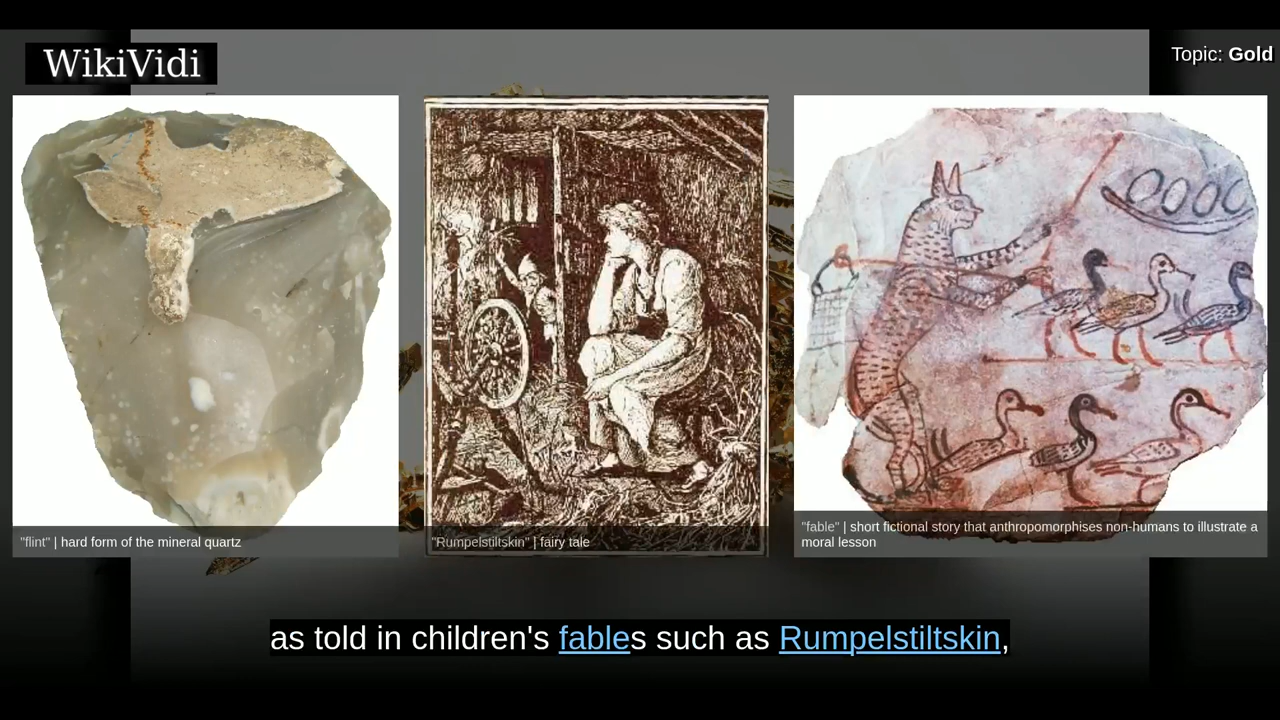 WikiVidi
Topic: Gold
"flint" | hard form of the mineral quartz
"Rumpelstiltskin" | fairy tale
"fable" | short fictional story that anthropomorphises non-humans to illustrate a
moral lesson
as told in children's fables such as Rumpelstiltskin,